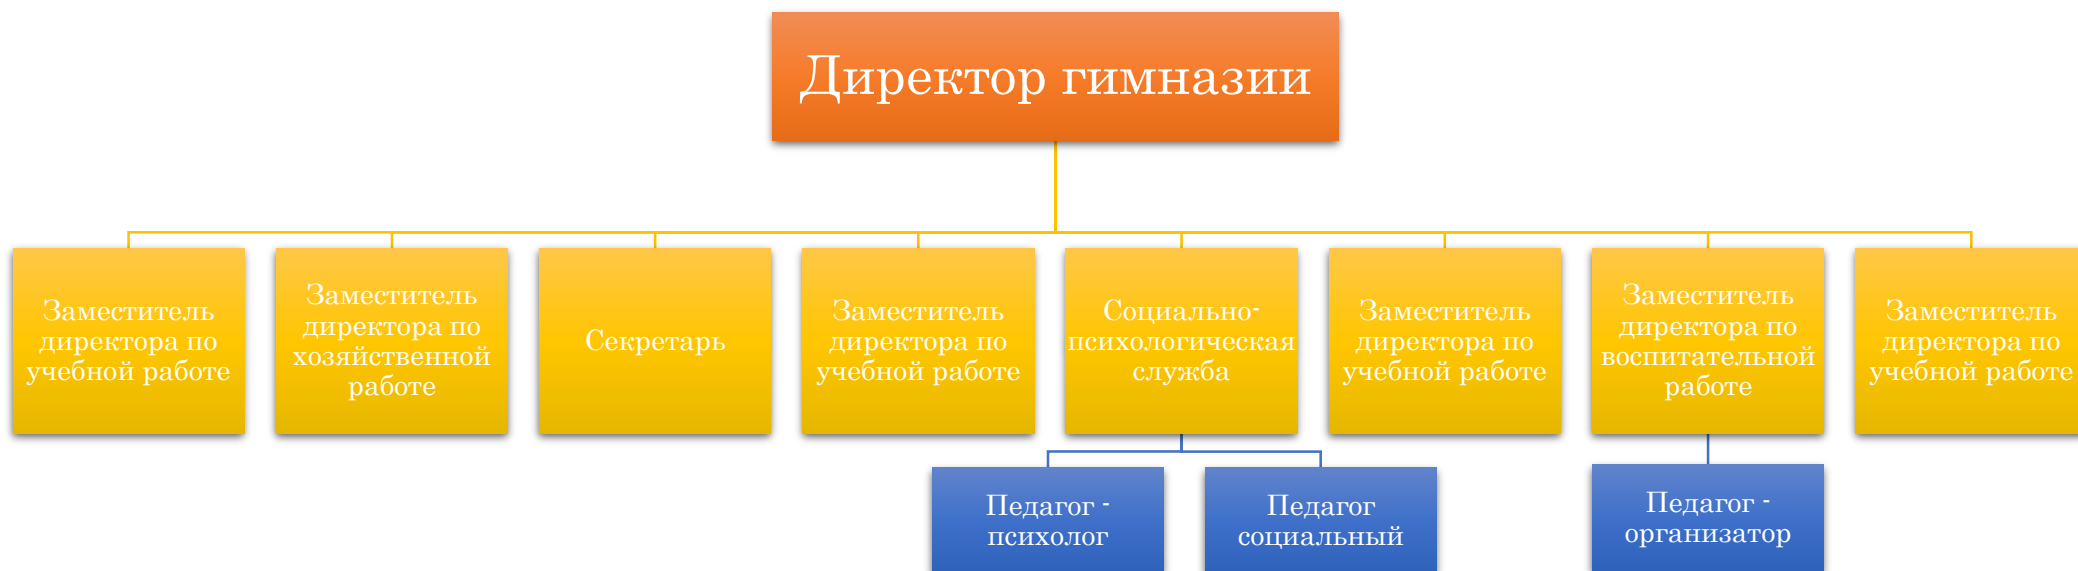 Директор гимназии
Заместитель
директора по
учебной работе
Заместитель
директора по
хозяйственной
работе
Секретарь
Заместитель
директора по
учебной работе
Социально-
психологическая
служба
Заместитель
директора по
учебной работе
Заместитель
директора по
воспитательной
работе
Заместитель
директора по
учебной работе
Педагог -
психолог
Педагог
социальный
Педагог -
организатор